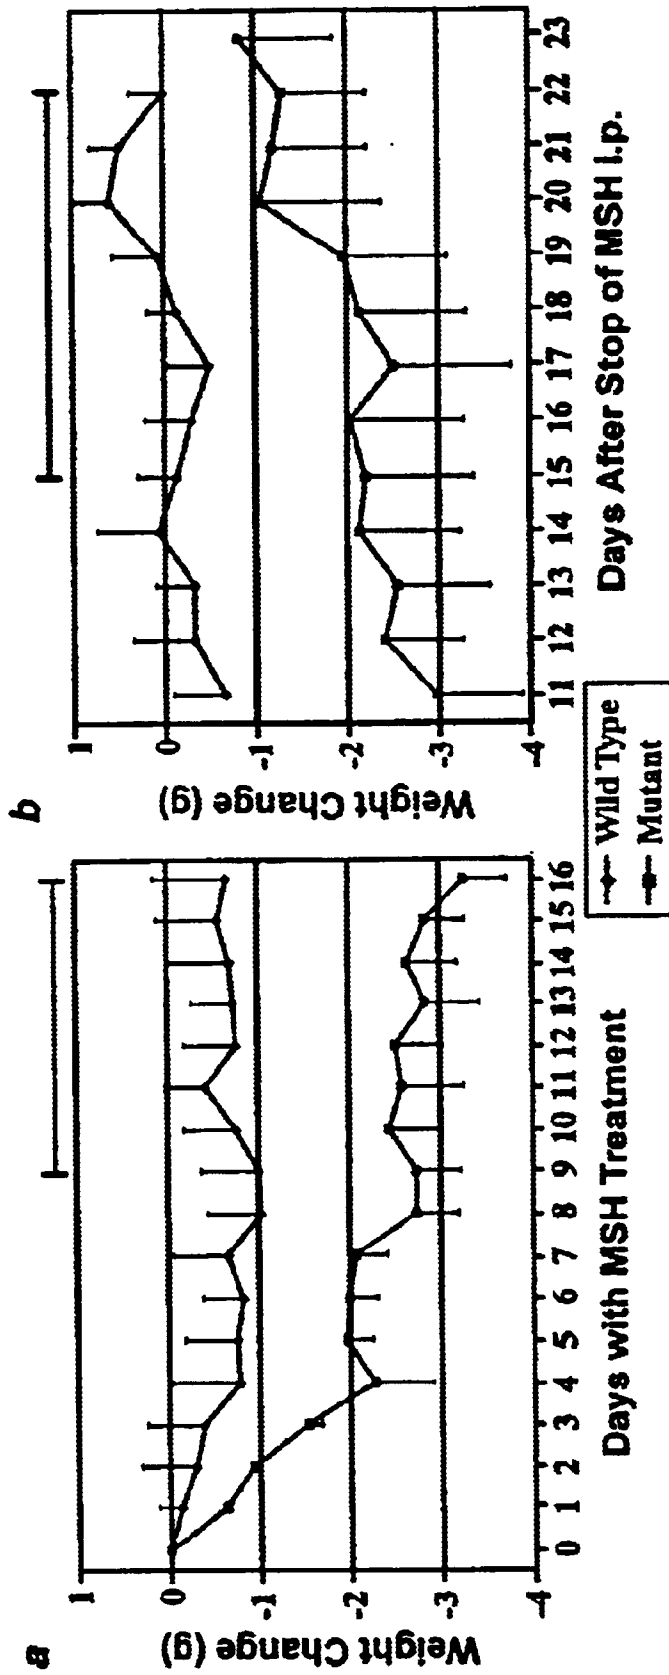 a
Weight Change (g)
1
0
-1
-2
-3
-4
0 1 2 3 4 5 6 7 8 9 10 11 12 13 14 15 16
Days with MSH Treatment
b
Weight Change (g)
1
0
-1
-2
-3
-4
11 12 13 14 15 16 17 18 19 20 21 22 23
Days After Stop of MSH i.p.
Wild Type
Mutant